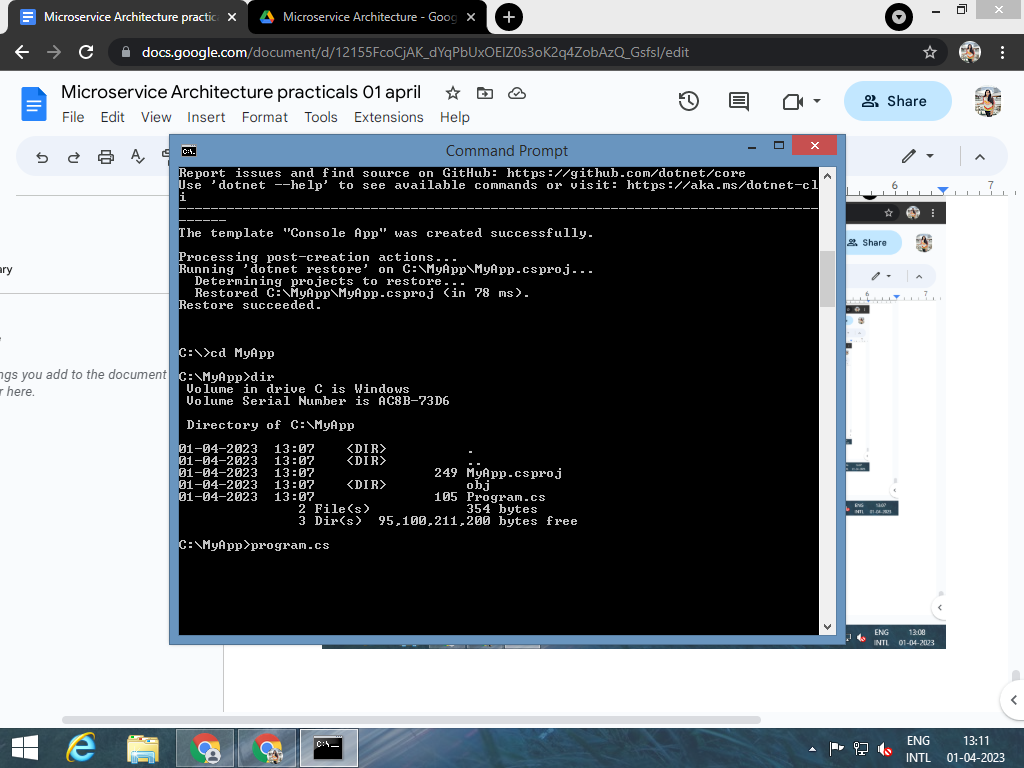 Microservice Architecture practic
Microservice Architecture - Goog
docs.google.com/document/d/12155FcoCjAK_dYqPbUxOElZ0s3oK2q4ZobAzQ_Gsfsl/edit
Microservice Architecture practicals 01 april
File Edit View Insert Format Tools Extensions Help
Share
Command Prompt
Report issues and find source on GitHub: https://github.com/dotnet/core
Use 'dotnet --help' to see available commands or visit: https://aka.ms/dotnet-cl
i
--------------------------------------------------------------------------------
------
The template "Console App" was created successfully.
Processing post-creation actions...
Running 'dotnet restore' on C:\MyApp\MyApp.csproj...
Determining projects to restore...
Restored C:\MyApp\MyApp.csproj (in 78 ms).
Restore succeeded.
C:\>cd MyApp
C:\MyApp>dir
Volume in drive C is Windows
Volume Serial Number is AC8B-73D6
Directory of C:\MyApp
01-04-2023 13:07 <DIR> .
01-04-2023 13:07 <DIR> ..
01-04-2023 13:07 249 MyApp.csproj
01-04-2023 13:07 <DIR> obj
01-04-2023 13:07 105 Program.cs
2 File(s) 354 bytes
3 Dir(s) 95,100,211,200 bytes free
C:\MyApp>program.cs
6 7
ary
ngs you add to the document
r here.
Share
6 7
ENG 13:08
INTL 01-04-2023
ENG 13:11
INTL 01-04-2023